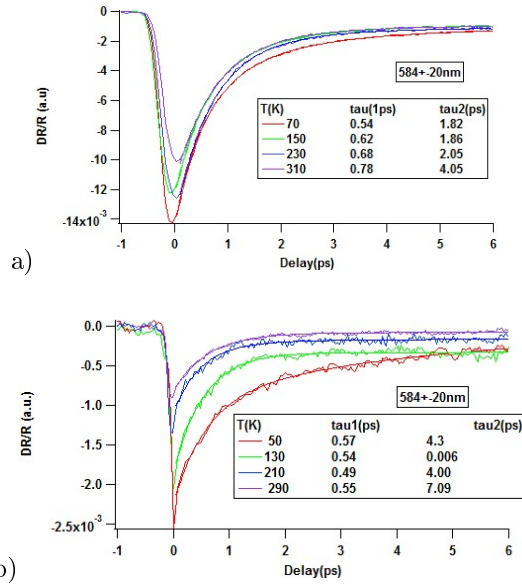 0
-2
-4
-6
-8
-10
-12
-14x10-3
DR/R (a.u)
584+-20nm
T(K) tau(1ps) tau2(ps)
70 0.54 1.82
150 0.62 1.86
230 0.68 2.05
310 0.78 4.05
-1 0 1 2 3 4 5 6
Delay(ps)
a)
0.0
-0.5
-1.0
-1.5
-2.0
-2.5x10-3
DR/R (a.u.)
584+-20nm
T(K) tau1(ps) tau2(ps)
50 0.57 4.3
130 0.54 0.006
210 0.49 4.00
290 0.55 7.09
-1 0 1 2 3 4 5 6
Delay(ps)